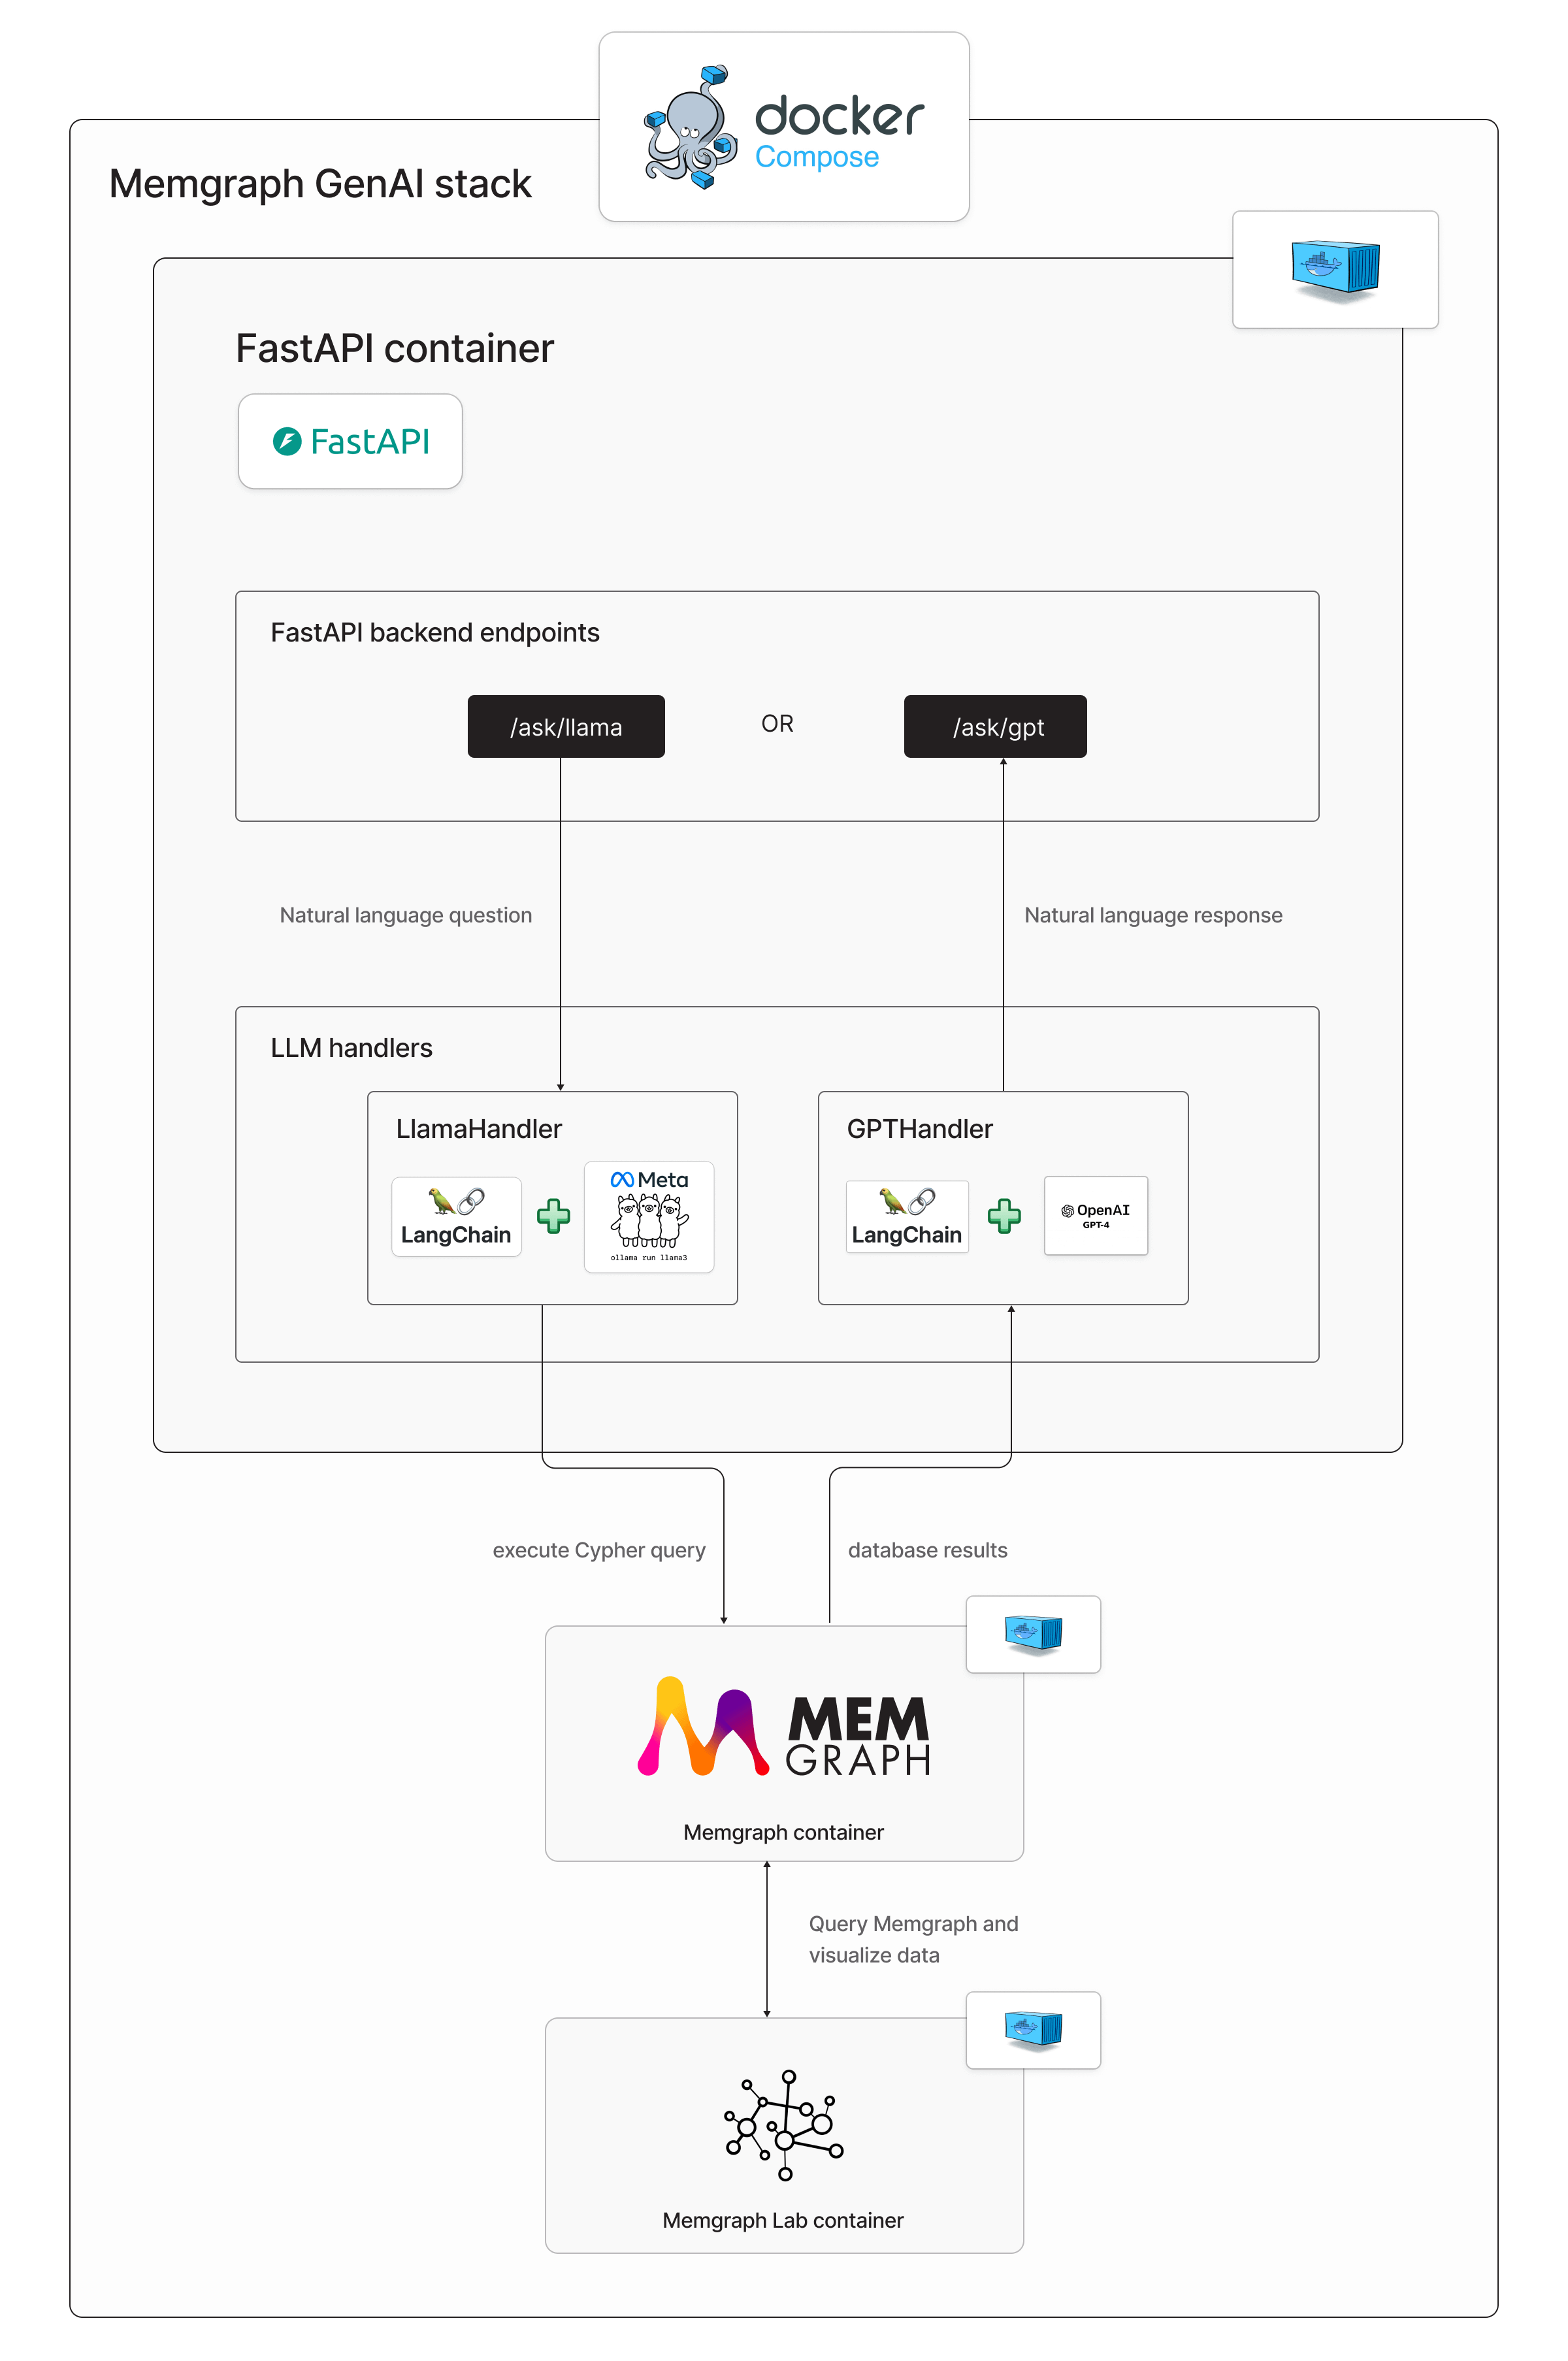 docker
Compose
Memgraph GenAI stack
FastAPI container
FastAPI
FastAPI backend endpoints
/ask/llama
OR
/ask/gpt
Natural language question
Natural language response
LLM handlers
LlamaHandler
LangChain
Meta
ollama run llama3
GPTHandler
LangChain
OpenAI
GPT-4
execute Cypher query
database results
MEM
GRAPH
Memgraph container
Query Memgraph and
visualize data
Memgraph Lab container